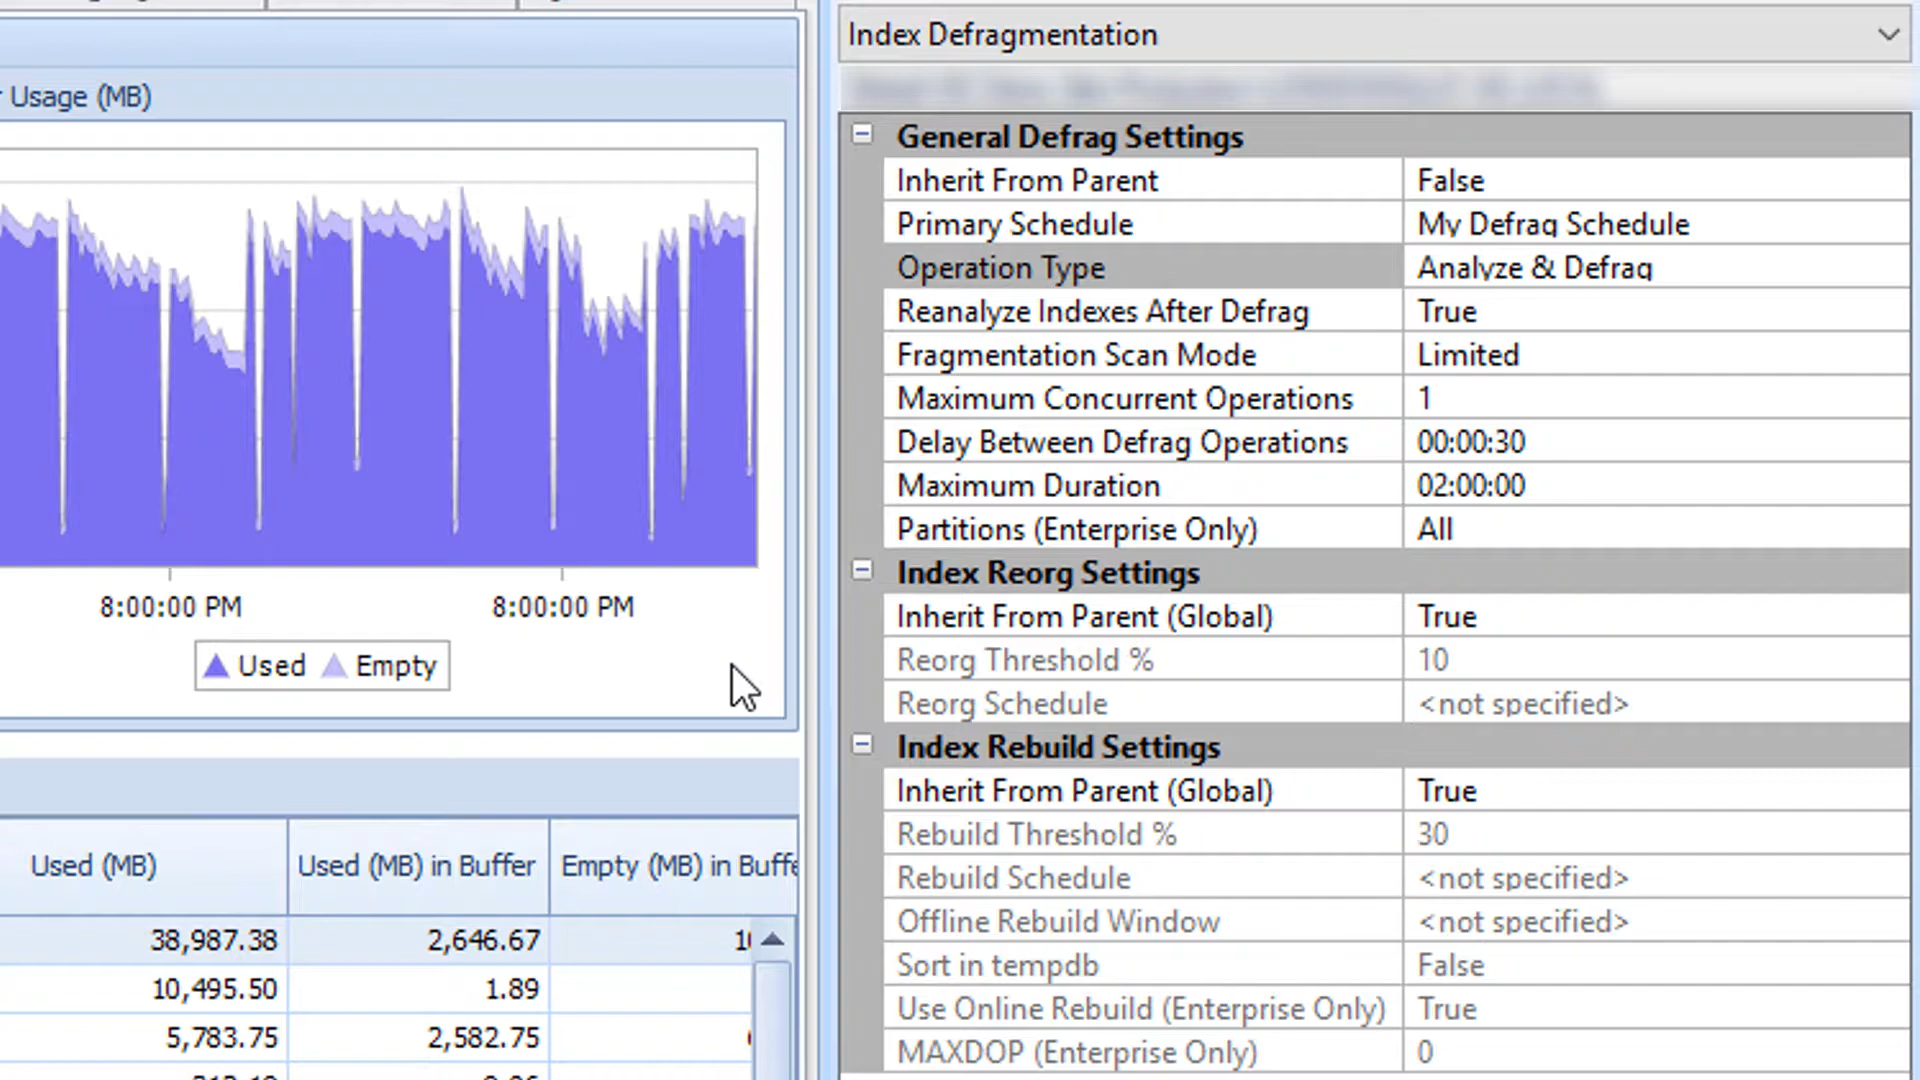 Usage (MB)
8:00:00 PM 8:00:00 PM
Used Empty
Used (MB) Used (MB) in Buffer Empty (MB) in Buffe
38,987.38 2,646.67
10,495.50 1.89
5,783.75 2,582.75
Index Defragmentation
General Defrag Settings
Inherit From Parent False
Primary Schedule My Defrag Schedule
Operation Type Analyze & Defrag
Reanalyze Indexes After Defrag True
Fragmentation Scan Mode Limited
Maximum Concurrent Operations 1
Delay Between Defrag Operations 00:00:30
Maximum Duration 02:00:00
Partitions (Enterprise Only) All
Index Reorg Settings
Inherit From Parent (Global) True
Reorg Threshold % 10
Reorg Schedule <not specified>
Index Rebuild Settings
Inherit From Parent (Global) True
Rebuild Threshold % 30
Rebuild Schedule <not specified>
Offline Rebuild Window <not specified>
Sort in tempdb False
Use Online Rebuild (Enterprise Only) True
MAXDOP (Enterprise Only) 0